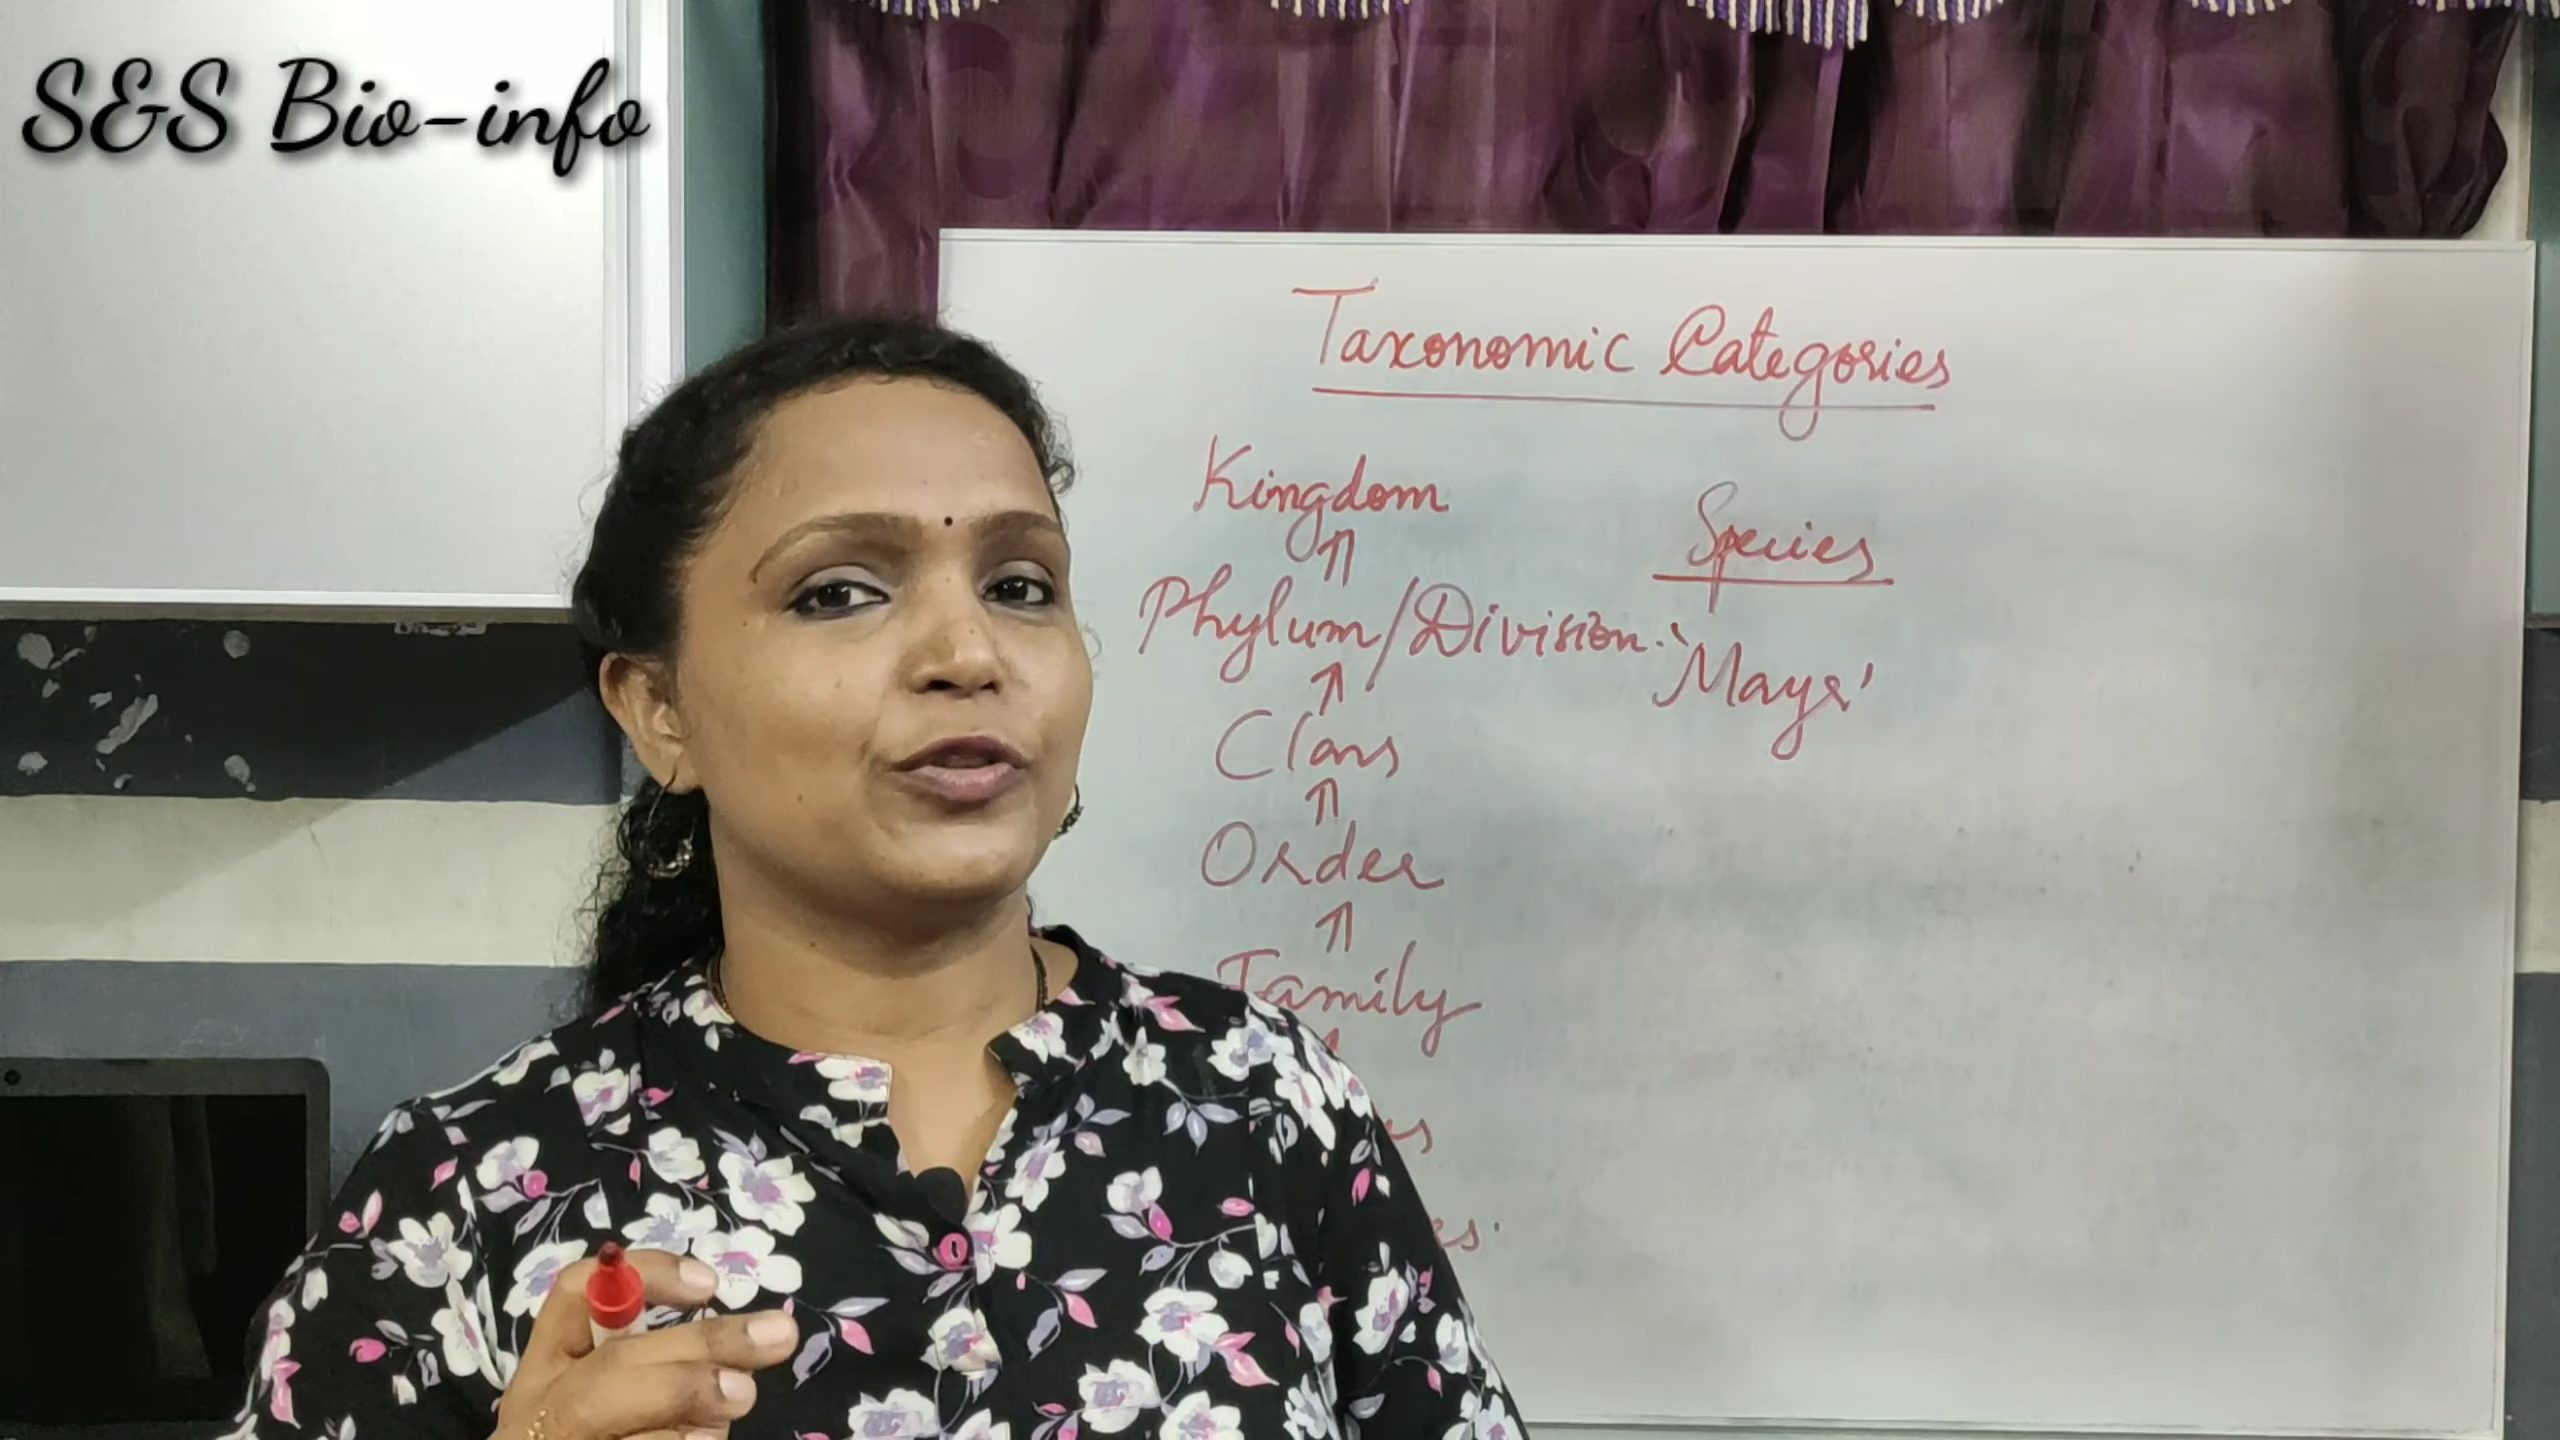 S&S Bio-info
Taxonomic Categories
Kingdom
⇑
Phylum/Division.
⇑
Class
⇑
Order
⇑
Family
Species
'Mays'